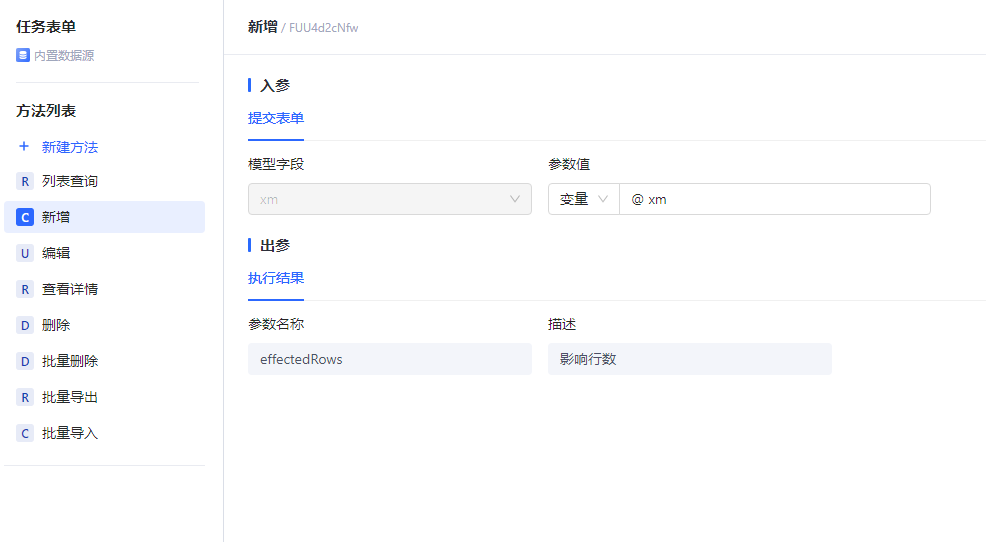 任务表单
内置数据源
方法列表
+ 新建方法
R 列表查询
C 新增
U 编辑
R 查看详情
D 删除
D 批量删除
R 批量导出
C 批量导入
新增 / FUU4d2cNfw
入参
提交表单
模型字段 参数值
xm 变量 @ xm
出参
执行结果
参数名称 描述
effectedRows 影响行数